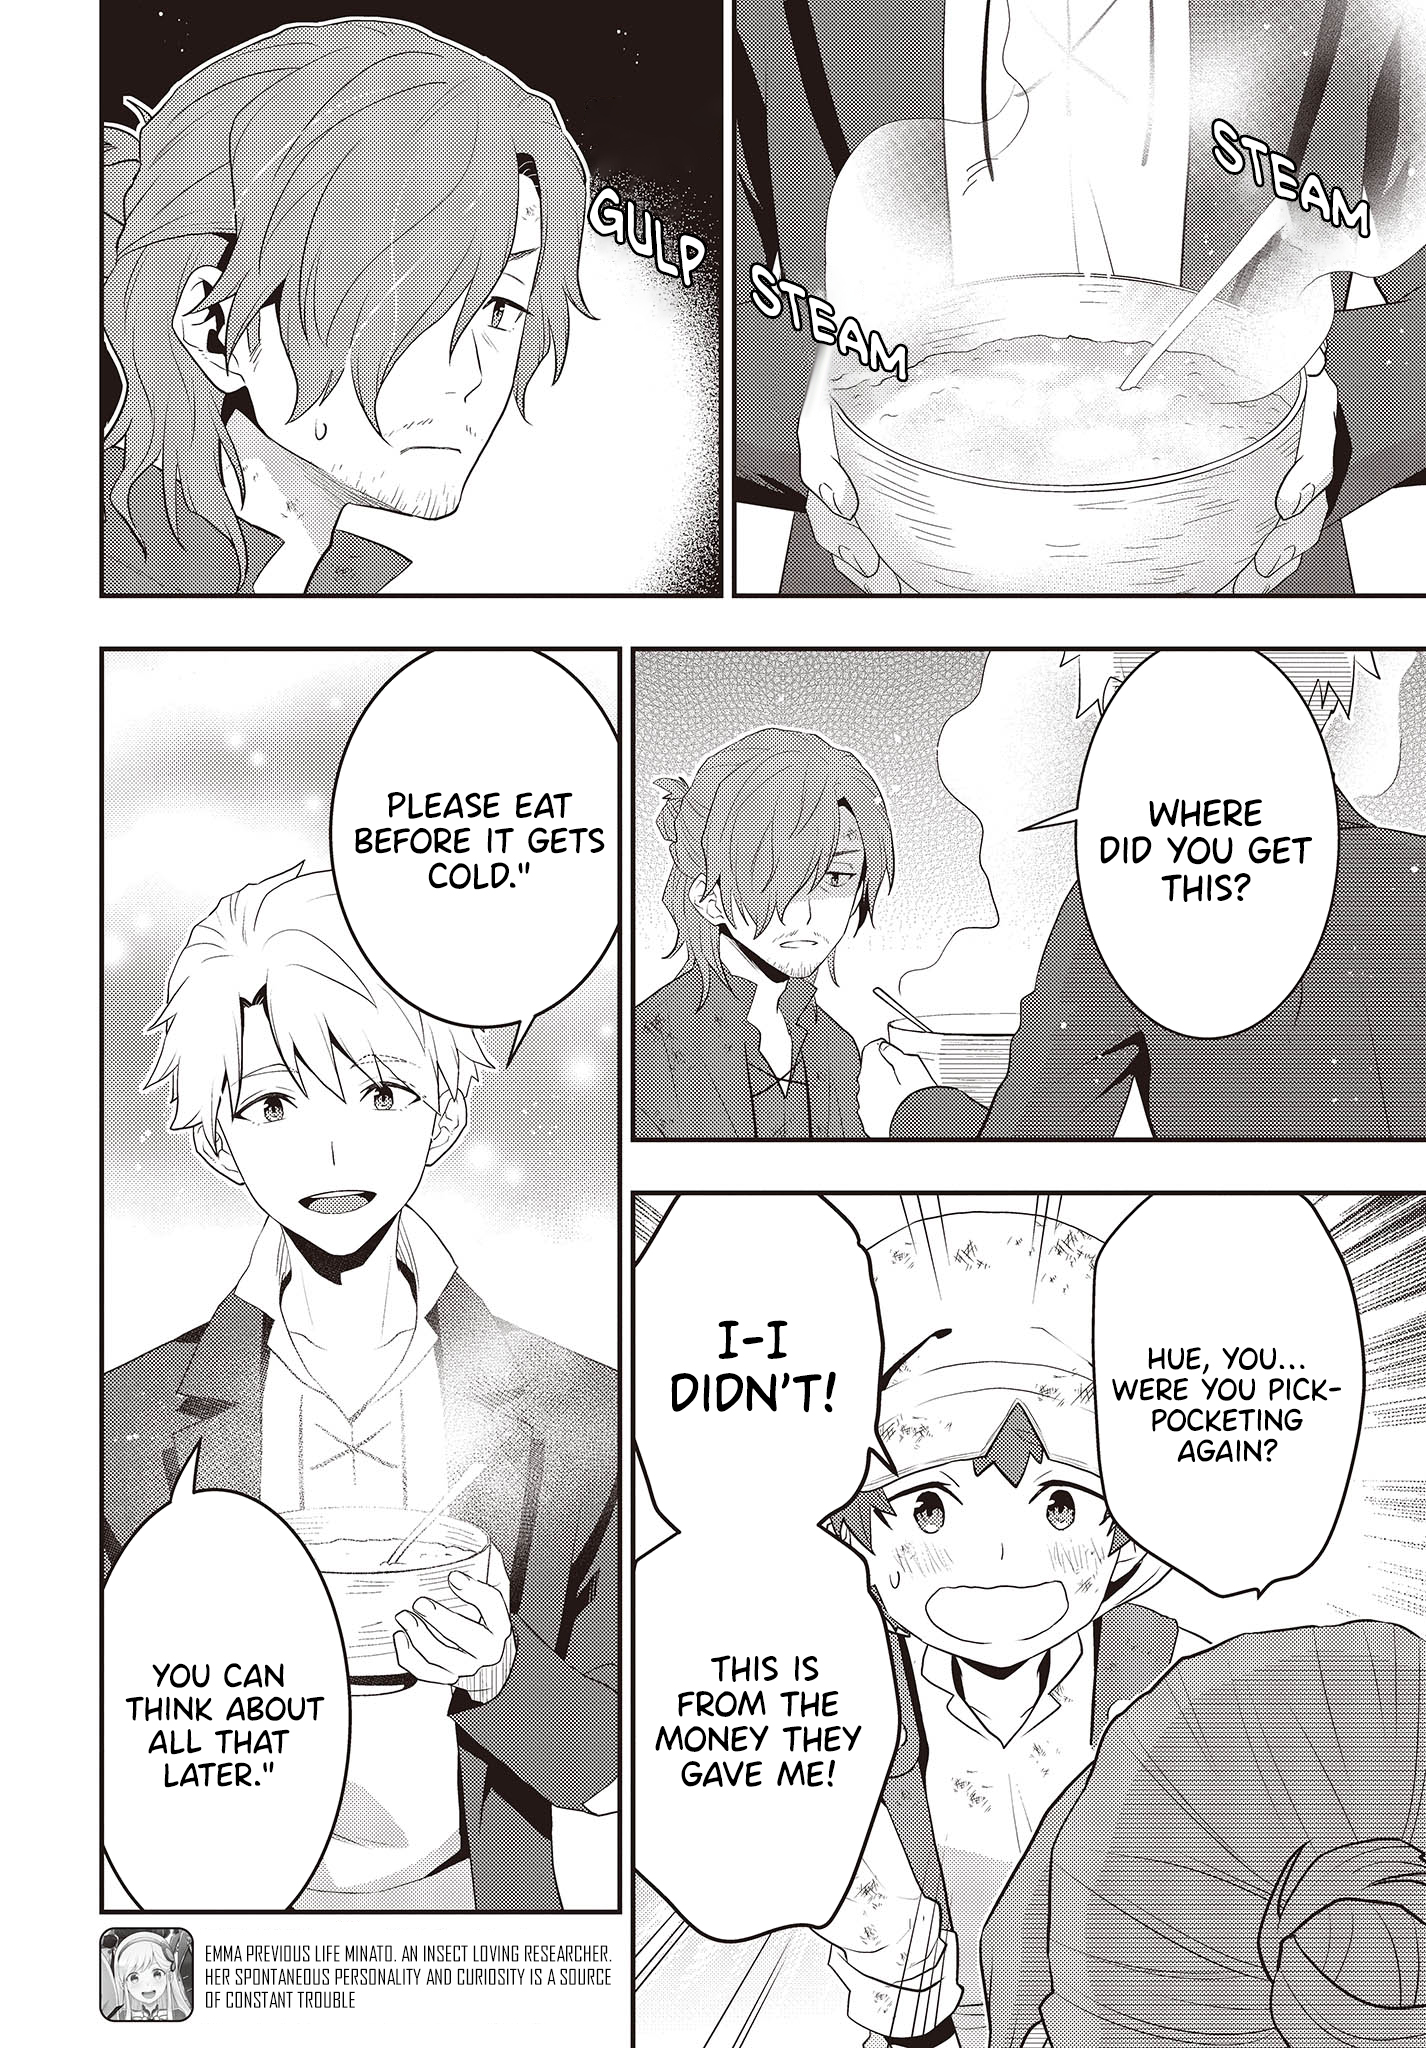 STEAM
STEAM
GULP
WHERE
DID YOU GET
THIS?
PLEASE EAT
BEFORE IT GETS
COLD."
YOU CAN
THINK ABOUT
ALL THAT
LATER."
HUE, YOU...
WERE YOU PICK-
POCKETING
AGAIN?
I-I
DIDN'T!
THIS IS
FROM THE
MONEY THEY
GAVE ME!
EMMA PREVIOUS LIFE MINATO. AN INSECT LOVING RESEARCHER.
HER SPONTANEOUS PERSONALITY AND CURIOSITY IS A SOURCE
OF CONSTANT TROUBLE